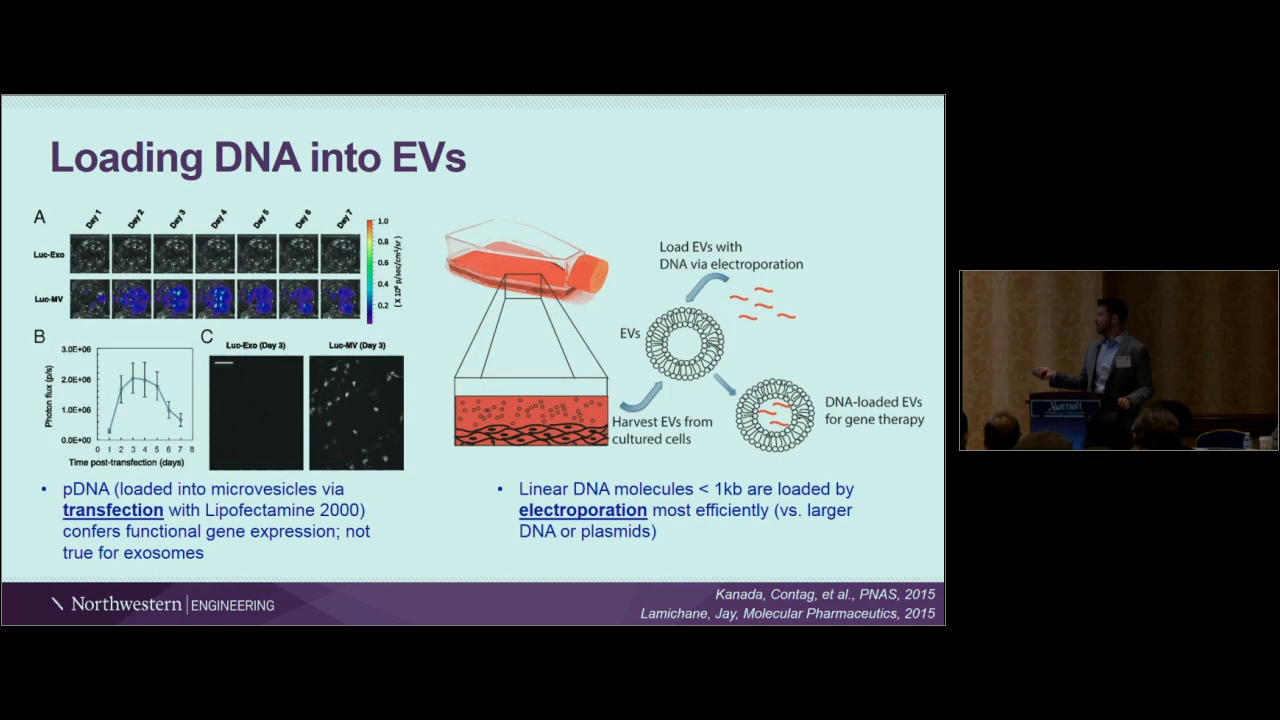 Loading DNA into EVs
A
Day 1
Day 2
Day 3
Day 4
Day 5
Day 6
Day 7
Luc-Exo
Luc-MV
1.0
0.8
0.6
0.4
0.2
B
3.0E+06
2.0E+06
1.0E+06
0.0E+00
Photon flux (p/s)
1 2 3 4 5 6 7 8
Time post-transfection (days)
C
Luc-Exo (Day 3)
Luc-MV (Day 3)
Load EVs with
DNA via electroporation
EVs
Harvest EVs from
cultured cells
DNA-loaded EVs
for gene therapy
• pDNA (loaded into microvesicles via
transfection with Lipofectamine 2000)
confers functional gene expression; not
true for exosomes
• Linear DNA molecules < 1kb are loaded by
electroporation most efficiently (vs. larger
DNA or plasmids)
Northwestern | ENGINEERING
Kanada, Contag, et al., PNAS, 2015
Lamichane, Jay, Molecular Pharmaceutics, 2015
Marriott